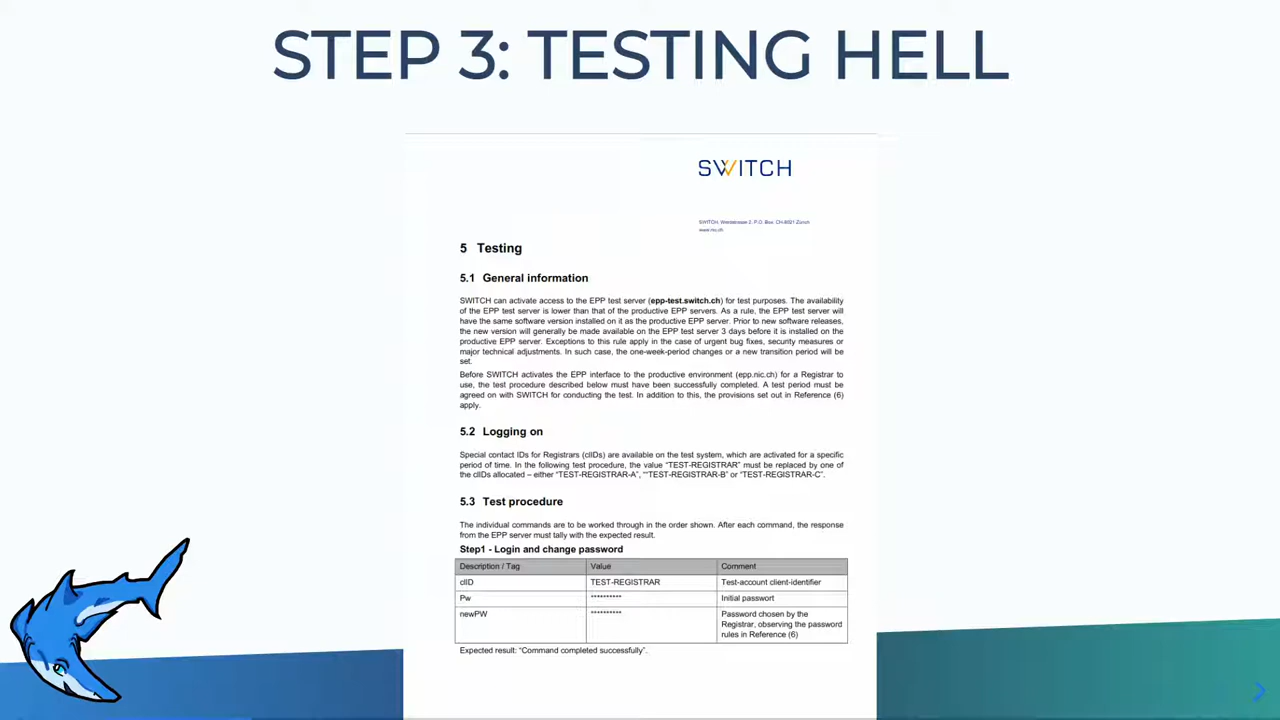 STEP 3: TESTING HELL
SWITCH
SWITCH, Werdstrasse 2, P.O. Box, CH-8021 Zürich
www.nic.ch
5 Testing
5.1 General information
SWITCH can activate access to the EPP test server (epp-test.switch.ch) for test purposes. The availability
of the EPP test server is lower than that of the productive EPP servers. As a rule, the EPP test server will
have the same software version installed on it as the productive EPP server. Prior to new software releases,
the new version will generally be made available on the EPP test server 3 days before it is installed on the
productive EPP server. Exceptions to this rule apply in the case of urgent bug fixes, security measures or
major technical adjustments. In such case, the one-week-period changes or a new transition period will be
set.
Before SWITCH activates the EPP interface to the productive environment (epp.nic.ch) for a Registrar to
use, the test procedure described below must have been successfully completed. A test period must be
agreed on with SWITCH for conducting the test. In addition to this, the provisions set out in Reference (6)
apply.
5.2 Logging on
Special contact IDs for Registrars (clIDs) are available on the test system, which are activated for a specific
period of time. In the following test procedure, the value "TEST-REGISTRAR" must be replaced by one of
the clIDs allocated – either "TEST-REGISTRAR-A", ""TEST-REGISTRAR-B" or "TEST-REGISTRAR-C".
5.3 Test procedure
The individual commands are to be worked through in the order shown. After each command, the response
from the EPP server must tally with the expected result.
Step1 - Login and change password
Description / Tag Value Comment
clID TEST-REGISTRAR Test-account client-identifier
Pw ********** Initial passwort
newPW ********** Password chosen by the
Registrar, observing the password
rules in Reference (6)
Expected result: "Command completed successfully".